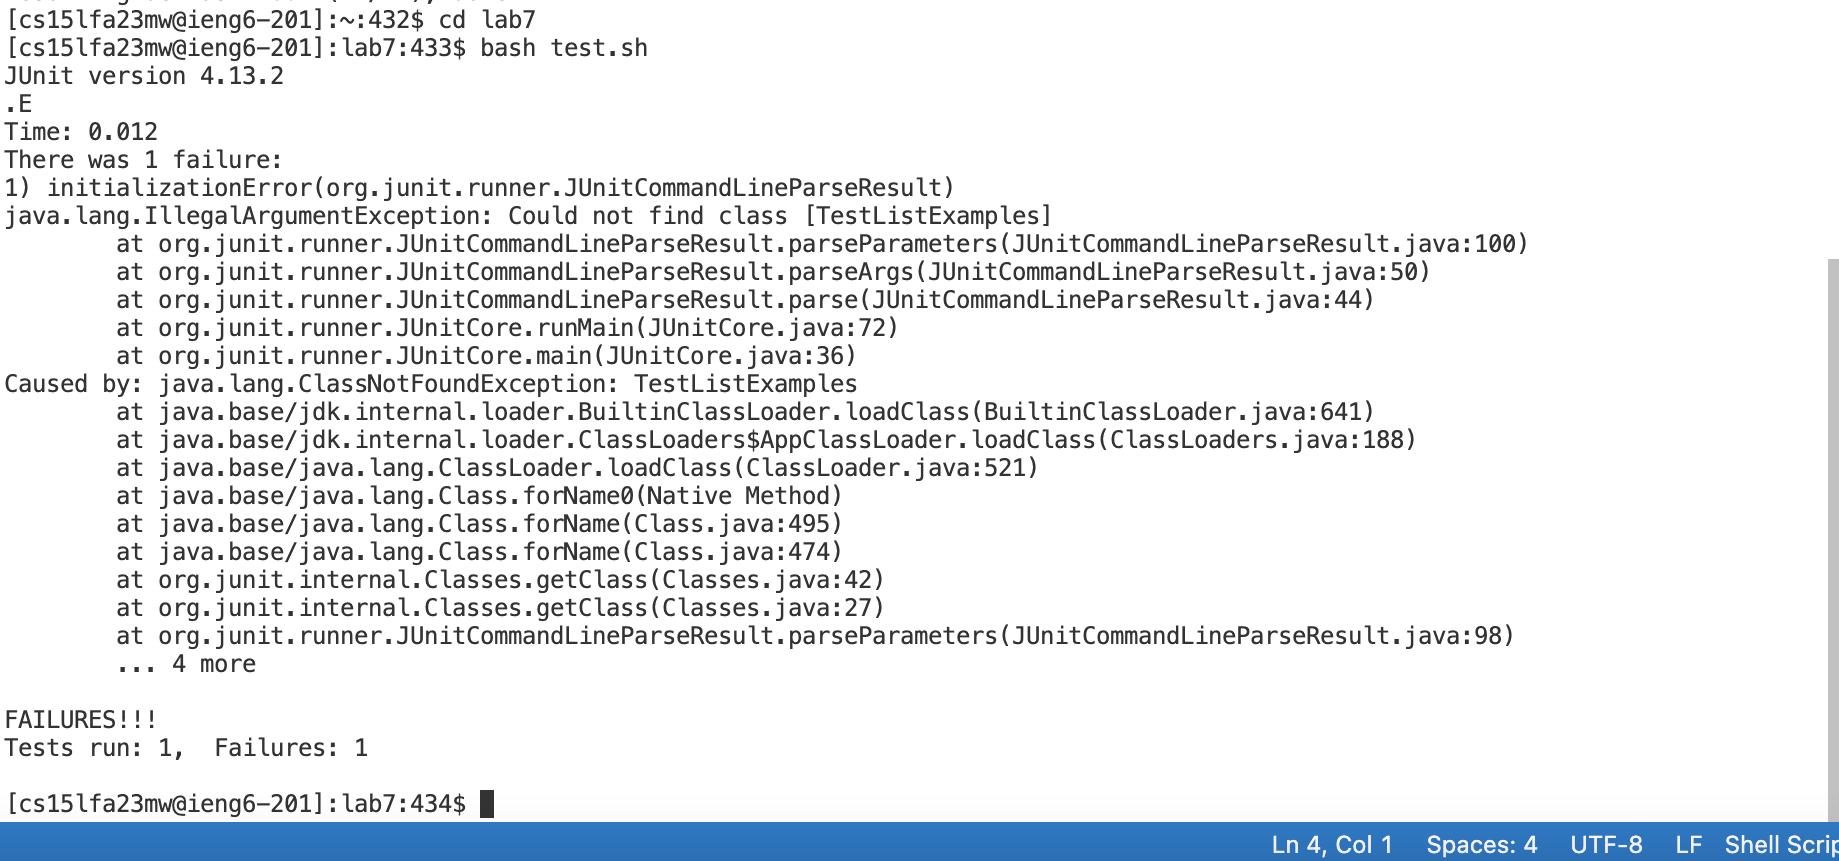 [cs15lfa23mw@ieng6-201]:~:432$ cd lab7
[cs15lfa23mw@ieng6-201]:lab7:433$ bash test.sh
JUnit version 4.13.2
.E
Time: 0.012
There was 1 failure:
1) initializationError(org.junit.runner.JUnitCommandLineParseResult)
java.lang.IllegalArgumentException: Could not find class [TestListExamples]
        at org.junit.runner.JUnitCommandLineParseResult.parseParameters(JUnitCommandLineParseResult.java:100)
        at org.junit.runner.JUnitCommandLineParseResult.parseArgs(JUnitCommandLineParseResult.java:50)
        at org.junit.runner.JUnitCommandLineParseResult.parse(JUnitCommandLineParseResult.java:44)
        at org.junit.runner.JUnitCore.runMain(JUnitCore.java:72)
        at org.junit.runner.JUnitCore.main(JUnitCore.java:36)
Caused by: java.lang.ClassNotFoundException: TestListExamples
        at java.base/jdk.internal.loader.BuiltinClassLoader.loadClass(BuiltinClassLoader.java:641)
        at java.base/jdk.internal.loader.ClassLoaders$AppClassLoader.loadClass(ClassLoaders.java:188)
        at java.base/java.lang.ClassLoader.loadClass(ClassLoader.java:521)
        at java.base/java.lang.Class.forName0(Native Method)
        at java.base/java.lang.Class.forName(Class.java:495)
        at java.base/java.lang.Class.forName(Class.java:474)
        at org.junit.internal.Classes.getClass(Classes.java:42)
        at org.junit.internal.Classes.getClass(Classes.java:27)
        at org.junit.runner.JUnitCommandLineParseResult.parseParameters(JUnitCommandLineParseResult.java:98)
        ... 4 more

FAILURES!!!
Tests run: 1,  Failures: 1

[cs15lfa23mw@ieng6-201]:lab7:434$
Ln 4, Col 1 Spaces: 4 UTF-8 LF Shell Scrip